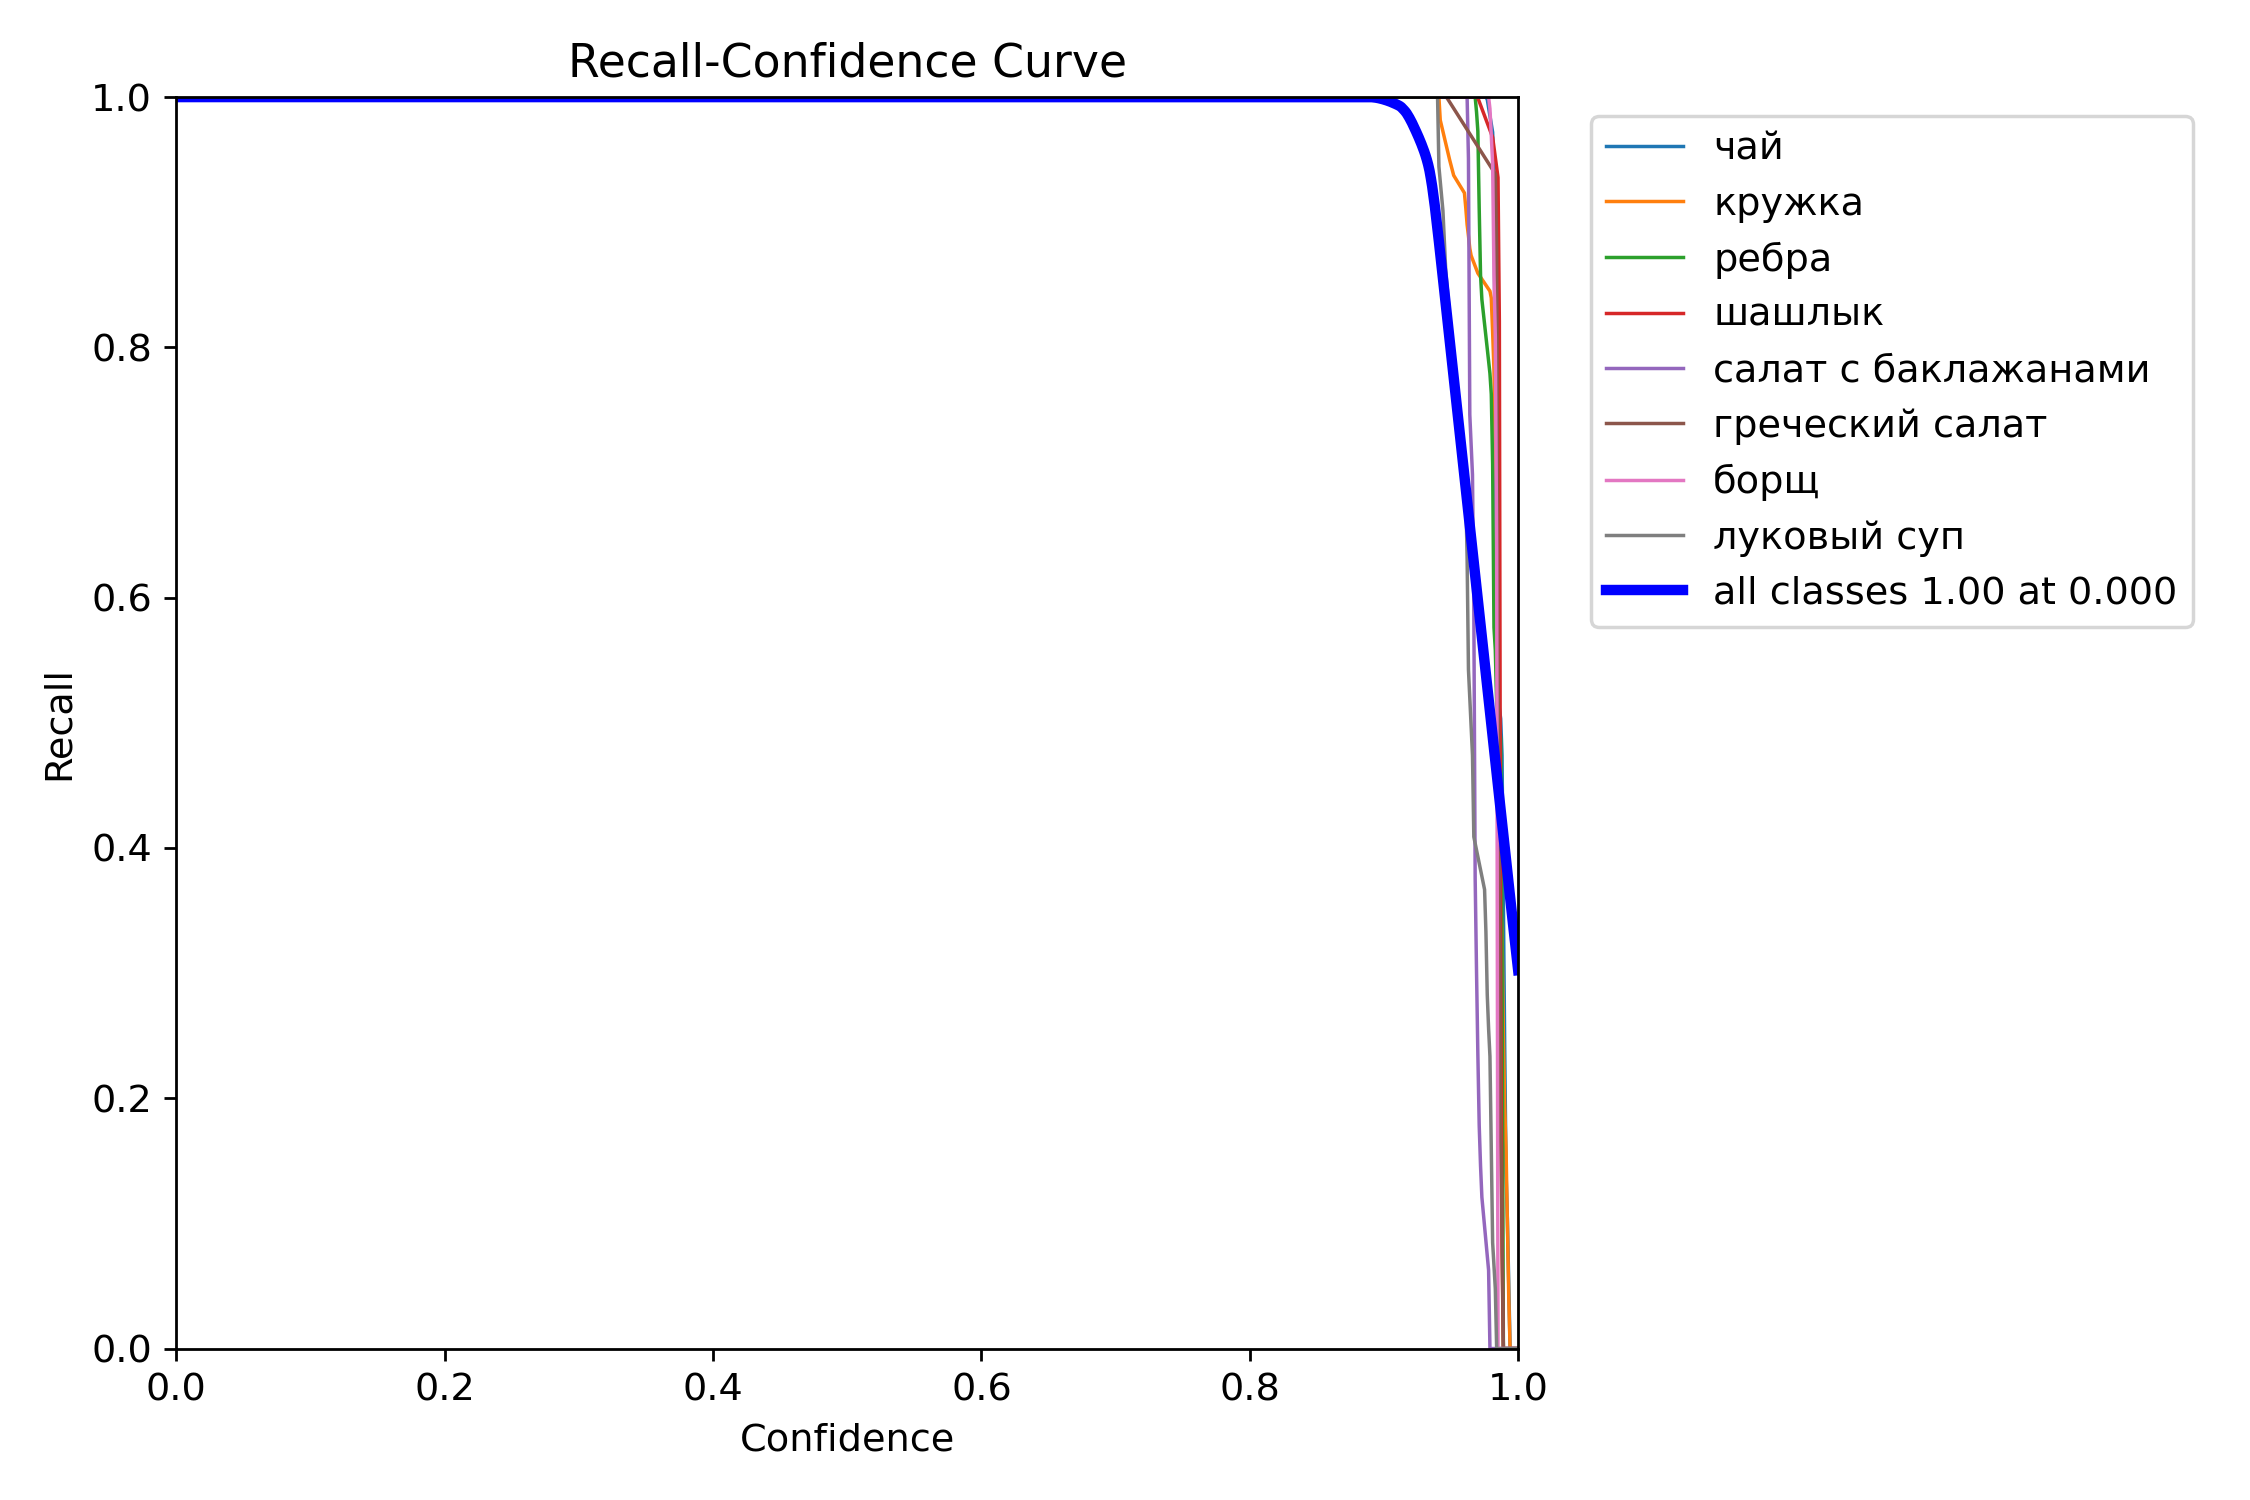 Recall-Confidence Curve
1.0
0.8
0.6
0.4
0.2
0.0
Recall
0.0 0.2 0.4 0.6 0.8 1.0
Confidence
чай
кружка
ребра
шашлык
салат с баклажанами
греческий салат
борщ
луковый суп
all classes 1.00 at 0.000